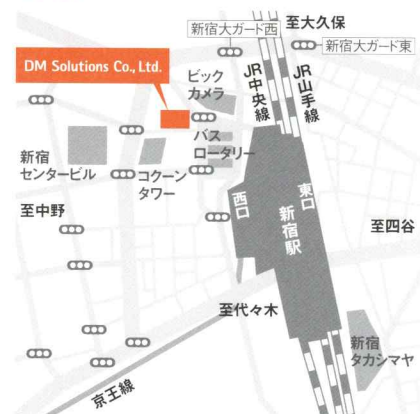 至大久保
新宿大ガード西
新宿大ガード東
DM Solutions Co., Ltd.
ビック
カメラ
JR中央線
JR山手線
バス
ロータリー
新宿
センタービル
コクーン
タワー
西口
東口
新宿駅
至中野
至四谷
至代々木
新宿
タカシマヤ
京王線